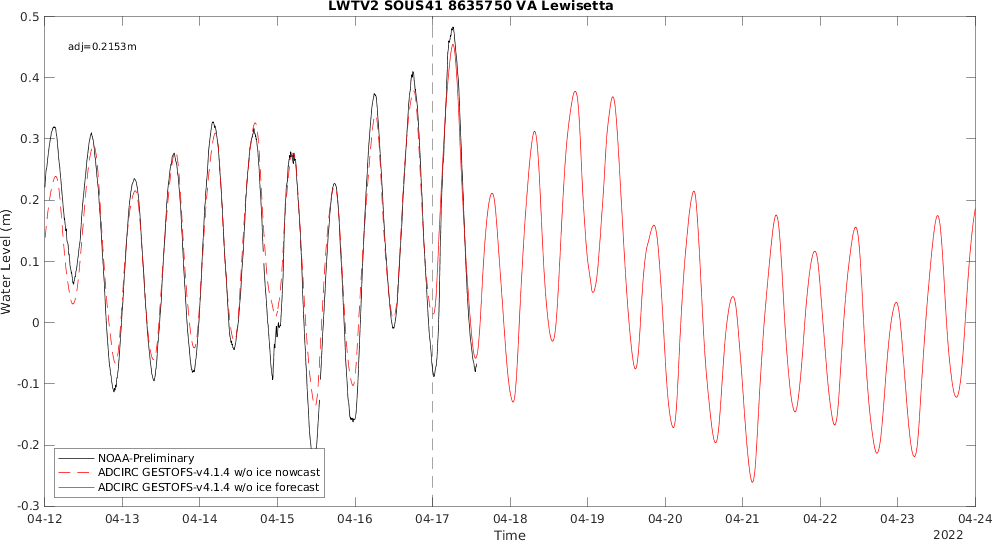 LWTV2 SOUS41 8635750 VA Lewisetta
adj=0.2153m
0.5
0.4
0.3
0.2
0.1
0
-0.1
-0.2
-0.3
Water Level (m)
NOAA-Preliminary
ADCIRC GESTOFS-v4.1.4 w/o ice nowcast
ADCIRC GESTOFS-v4.1.4 w/o ice forecast
04-12 04-13 04-14 04-15 04-16 04-17 04-18 04-19 04-20 04-21 04-22 04-23 04-24
Time
2022